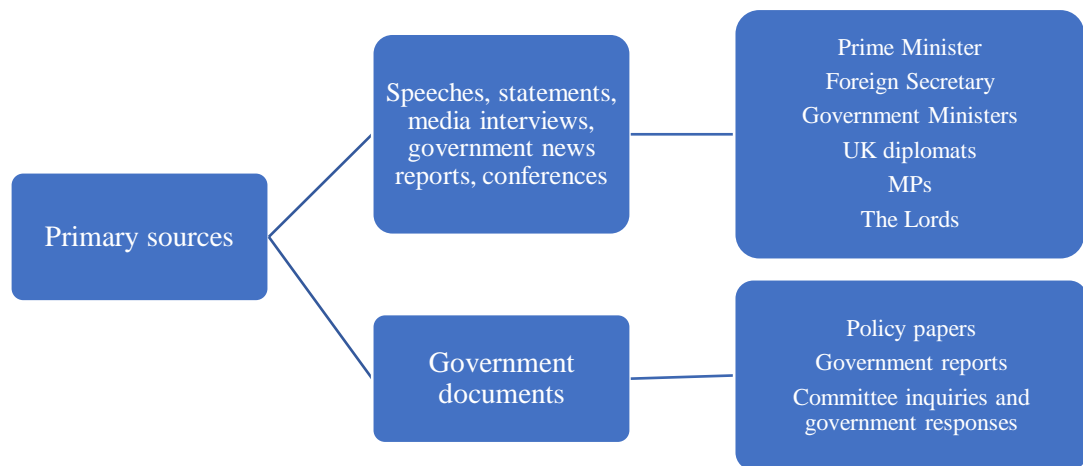 Primary sources
Speeches, statements,
media interviews,
government news
reports, conferences
Prime Minister
Foreign Secretary
Government Ministers
UK diplomats
MPs
The Lords
Government
documents
Policy papers
Government reports
Committee inquiries and
government responses